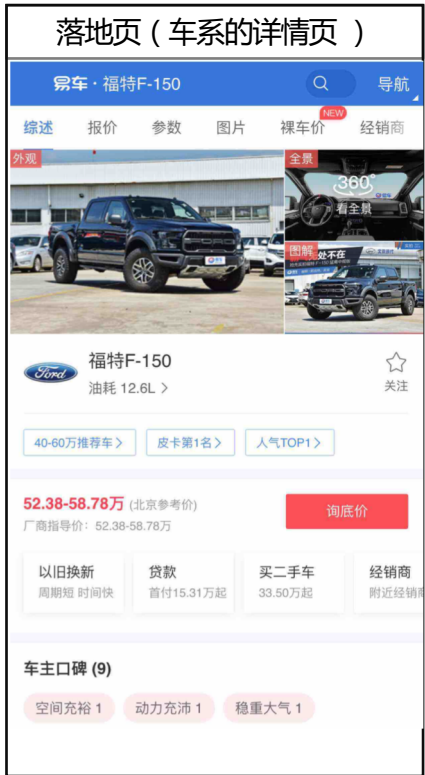 落地页（车系的详情页 ）
易车·福特F-150
导航
综述 报价 参数 图片 裸车价 NEW 经销商
外观
全景
360°
看全景
图解
处不在
Ford
福特F-150
油耗 12.6L >
关注
40-60万推荐车>
皮卡第1名>
人气TOP1>
52.38-58.78万 (北京参考价)
厂商指导价：52.38-58.78万
询底价
以旧换新 贷款 买二手车 经销商
周期短 时间快 首付15.31万起 33.50万起 附近经销商
车主口碑 (9)
空间充裕 1 动力充沛 1 稳重大气 1